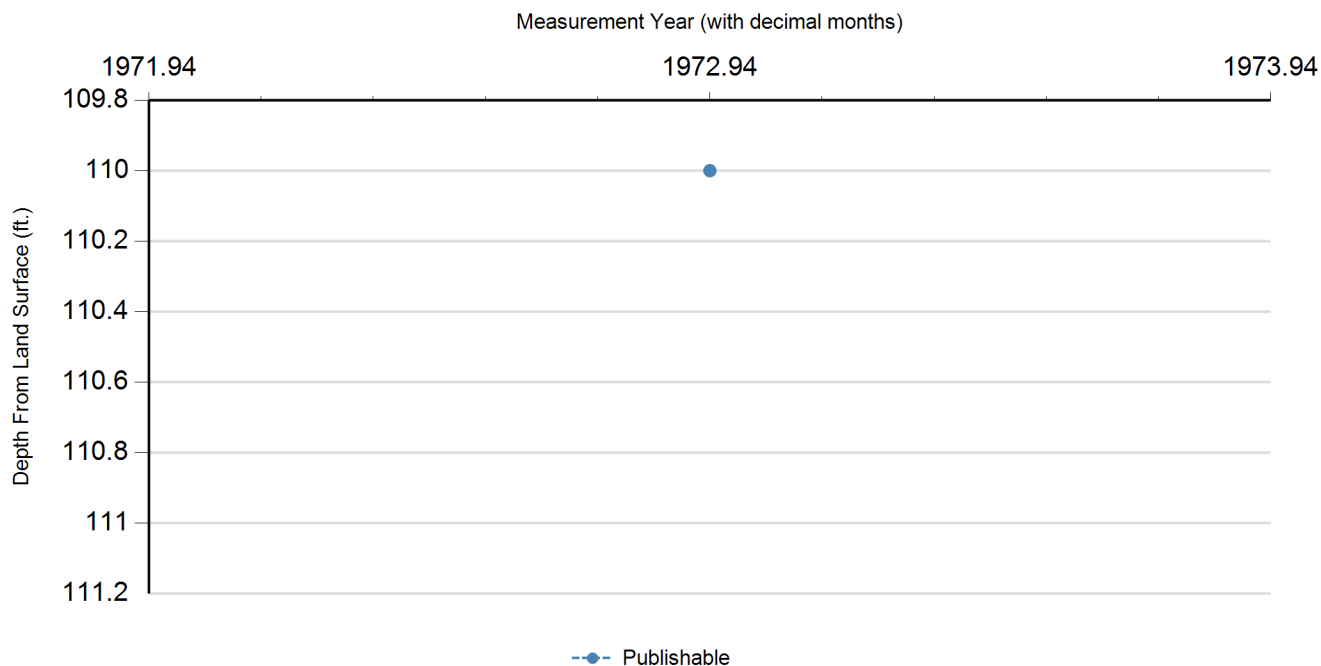 Measurement Year (with decimal months)
1971.94 1972.94 1973.94
109.8
110
110.2
110.4
110.6
110.8
111
111.2
Depth From Land Surface (ft.)
Publishable